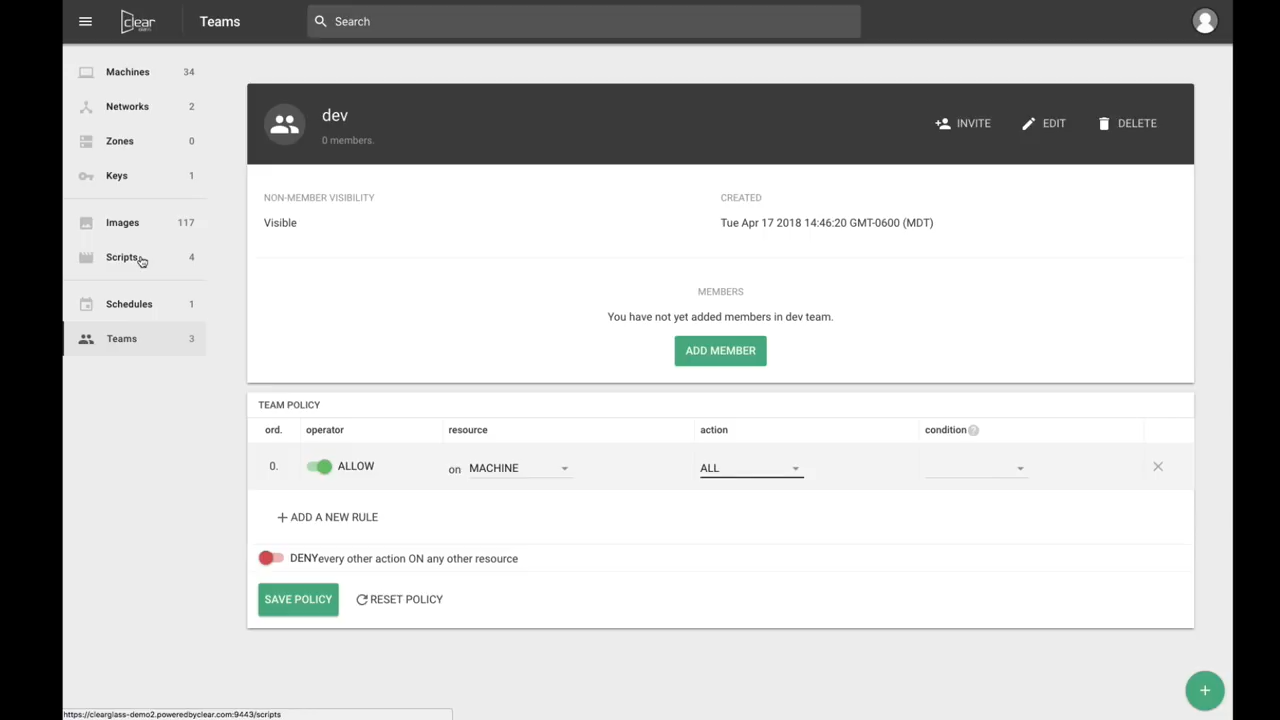 clear
Teams
Search
Machines 34
Networks 2
Zones 0
Keys 1
Images 117
Scripts 4
Schedules 1
Teams 3
dev
0 members.
INVITE
EDIT
DELETE
NON-MEMBER VISIBILITY
Visible
CREATED
Tue Apr 17 2018 14:46:20 GMT-0600 (MDT)
MEMBERS
You have not yet added members in dev team.
ADD MEMBER
TEAM POLICY
ord. operator resource action condition ?
0. ALLOW on MACHINE ALL
+ ADD A NEW RULE
DENY every other action ON any other resource
SAVE POLICY
RESET POLICY
https://clearglass-demo2.poweredbyclear.com:9443/scripts